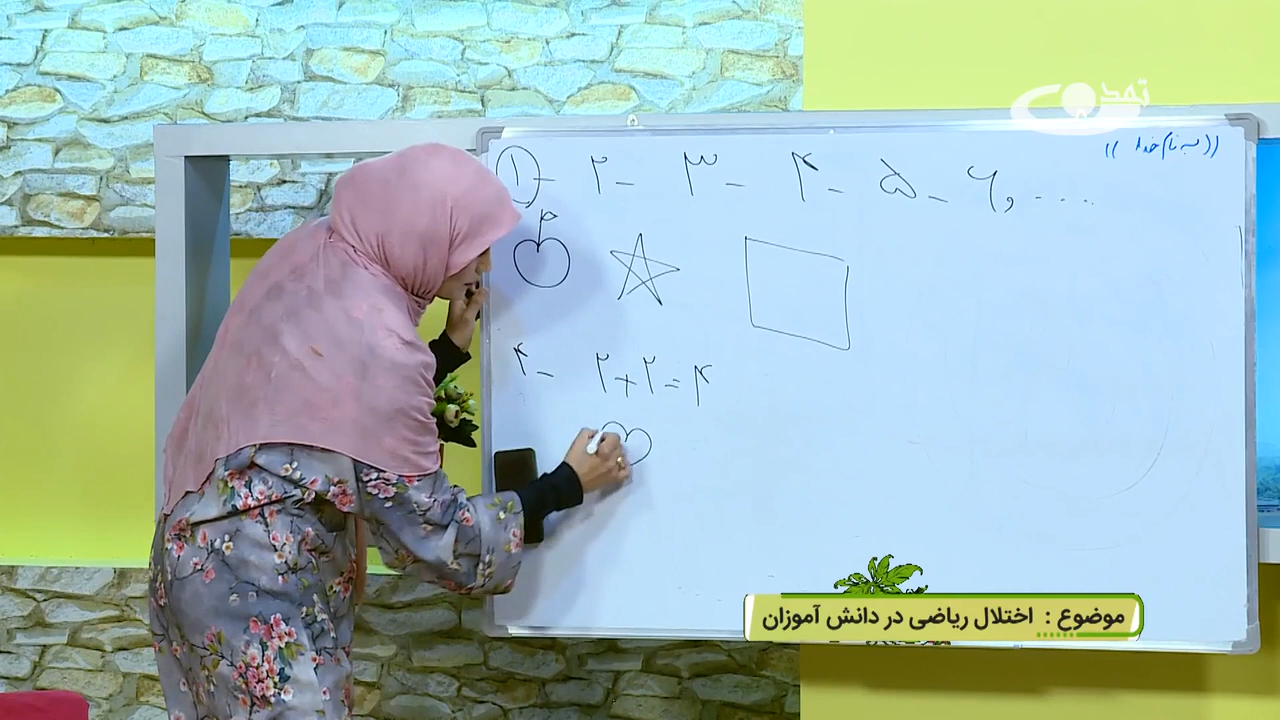 تمدن
((به نام خدا))
۱- ۲- ۳- ۴- ۵- ۶, ....
۴- ۲+۲=۴
موضوع : اختلال ریاضی در دانش آموزان